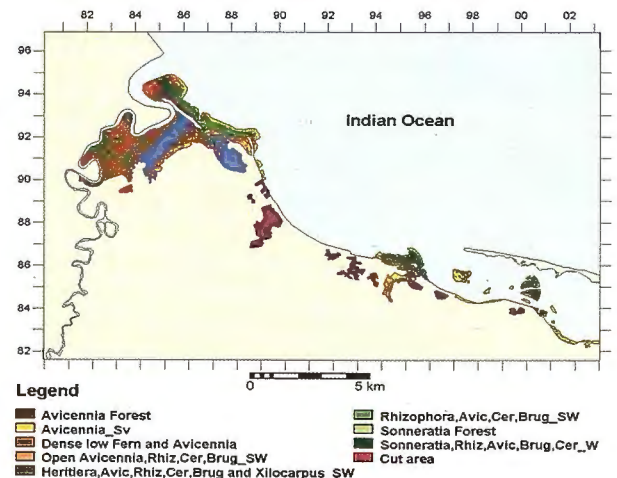 82 84 86 88 89 90 92 94 96 98 00 02
96
94
92
90
88
86
84
82
Indian Ocean
0 5 km
Legend
Avicennia Forest
Avicennia_Sv
Dense low Fern and Avicennia
Open Avicennia,Rhiz,Cer,Brug_SW
Heritiera,Avic,Rhiz,Cer,Brug and Xilocarpus_SW
Rhizophora,Avic,Cer,Brug_SW
Sonneratia Forest
Sonneratia,Rhiz,Avic,Brug,Cer_W
Cut area